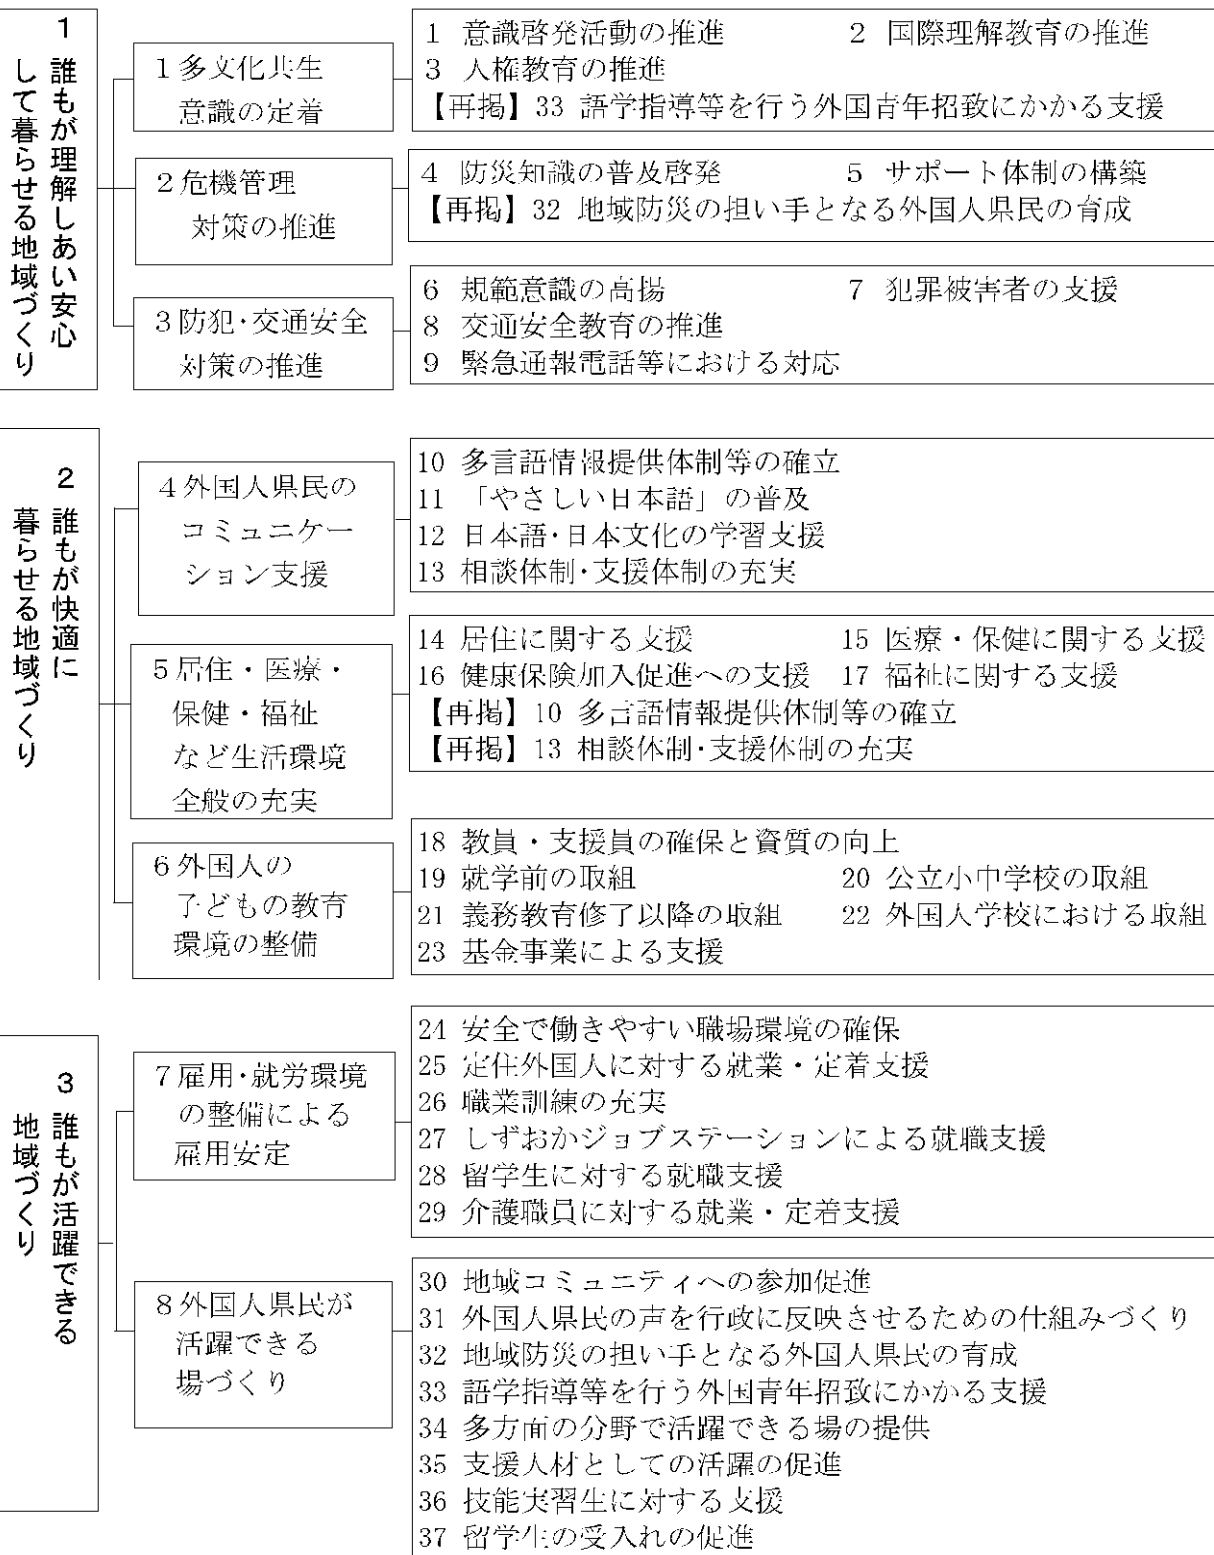 1 誰もが理解しあい安心
して暮らせる地域づくり
1 多文化共生
意識の定着
1 意識啓発活動の推進 2 国際理解教育の推進
3 人権教育の推進
【再掲】33 語学指導等を行う外国青年招致にかかる支援
2 危機管理
対策の推進
4 防災知識の普及啓発 5 サポート体制の構築
【再掲】32 地域防災の担い手となる外国人県民の育成
3 防犯・交通安全
対策の推進
6 規範意識の高揚 7 犯罪被害者の支援
8 交通安全教育の推進
9 緊急通報電話等における対応
2 誰もが快適に
暮らせる地域づくり
4 外国人県民の
コミュニケー
ション支援
10 多言語情報提供体制等の確立
11 「やさしい日本語」の普及
12 日本語・日本文化の学習支援
13 相談体制・支援体制の充実
5 居住・医療・
保健・福祉
など生活環境
全般の充実
14 居住に関する支援 15 医療・保健に関する支援
16 健康保険加入促進への支援 17 福祉に関する支援
【再掲】10 多言語情報提供体制等の確立
【再掲】13 相談体制・支援体制の充実
6 外国人の
子どもの教育
環境の整備
18 教員・支援員の確保と資質の向上
19 就学前の取組 20 公立小中学校の取組
21 義務教育修了以降の取組 22 外国人学校における取組
23 基金事業による支援
3 誰もが活躍できる
地域づくり
7 雇用・就労環境
の整備による
雇用安定
24 安全で働きやすい職場環境の確保
25 定住外国人に対する就業・定着支援
26 職業訓練の充実
27 しずおかジョブステーションによる就職支援
28 留学生に対する就職支援
29 介護職員に対する就業・定着支援
8 外国人県民が
活躍できる
場づくり
30 地域コミュニティへの参加促進
31 外国人県民の声を行政に反映させるための仕組みづくり
32 地域防災の担い手となる外国人県民の育成
33 語学指導等を行う外国青年招致にかかる支援
34 多方面の分野で活躍できる場の提供
35 支援人材としての活躍の促進
36 技能実習生に対する支援
37 留学生の受入れの促進